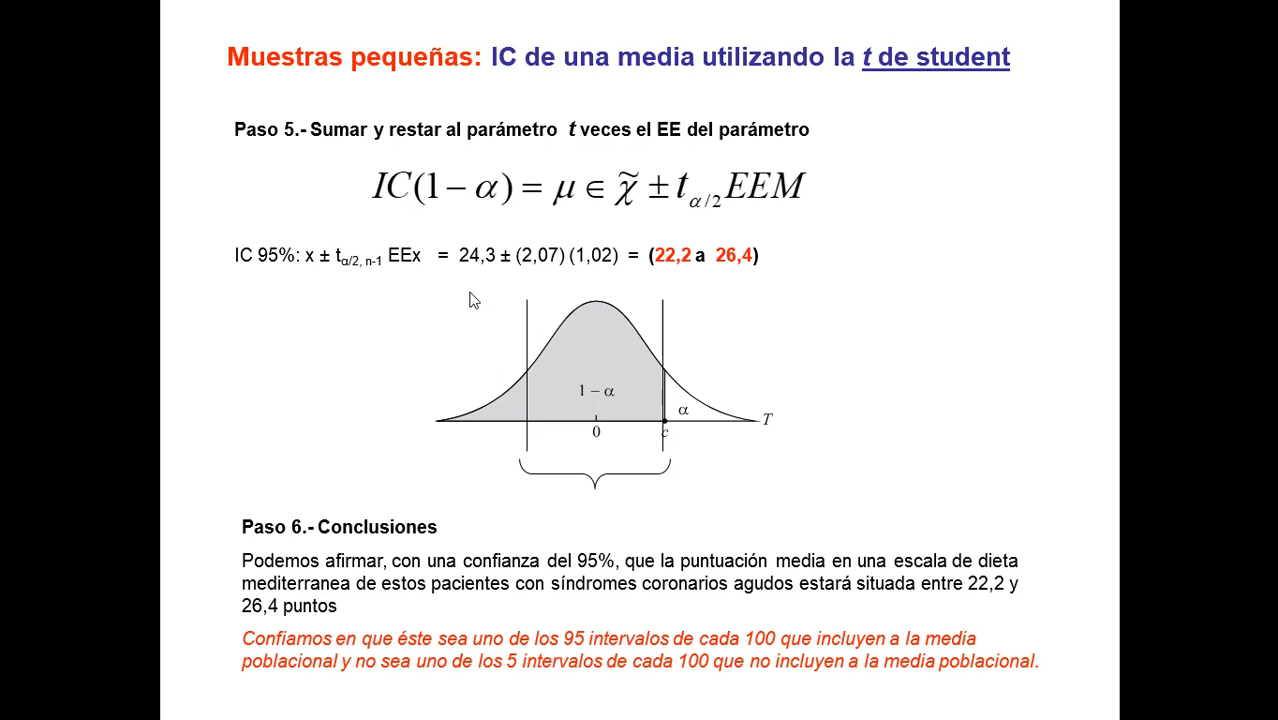 Muestras pequeñas: IC de una media utilizando la t de student
Paso 5.- Sumar y restar al parámetro t veces el EE del parámetro
IC(1 − α) = μ ∈ χ̃ ± t α/2 EEM
IC 95%: x ± tα/2, n-1 EEx = 24,3 ± (2,07) (1,02) = (22,2 a 26,4)
1 − α
α
T
0
c
Paso 6.- Conclusiones
Podemos afirmar, con una confianza del 95%, que la puntuación media en una escala de dieta
mediterranea de estos pacientes con síndromes coronarios agudos estará situada entre 22,2 y
26,4 puntos
Confiamos en que éste sea uno de los 95 intervalos de cada 100 que incluyen a la media
poblacional y no sea uno de los 5 intervalos de cada 100 que no incluyen a la media poblacional.